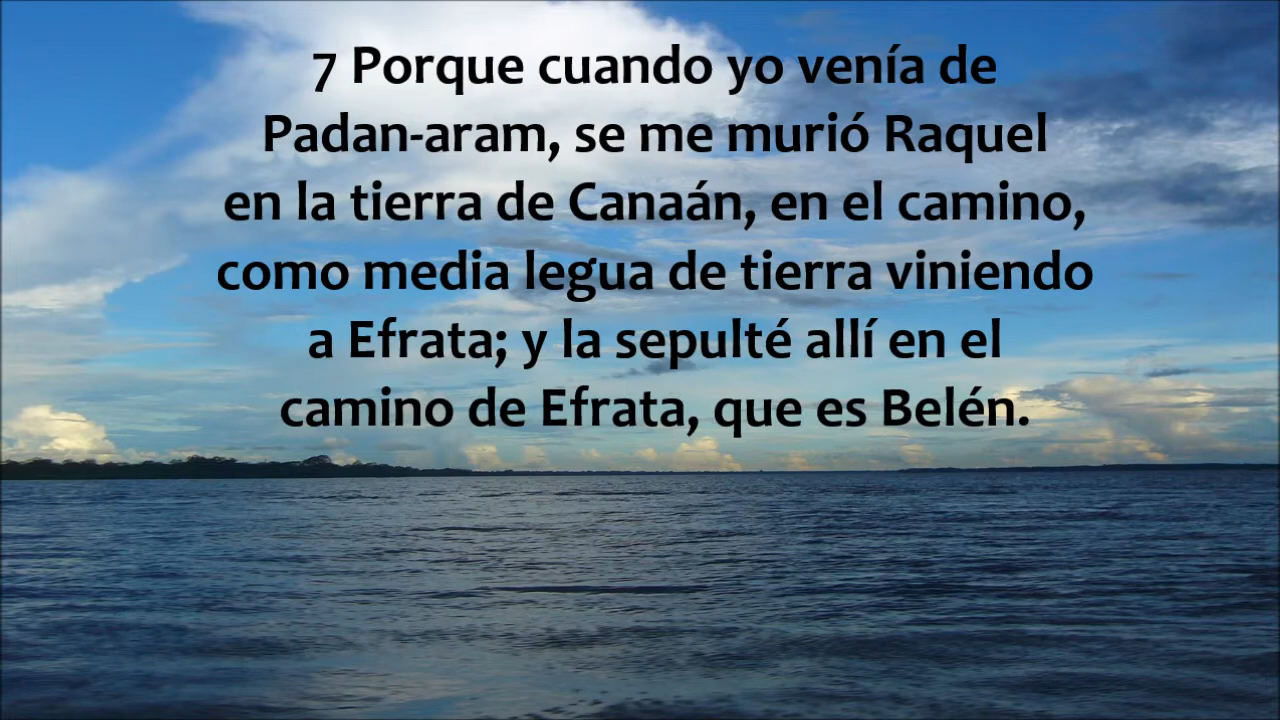 7 Porque cuando yo venía de
Padan-aram, se me murió Raquel
en la tierra de Canaán, en el camino,
como media legua de tierra viniendo
a Efrata; y la sepulté allí en el
camino de Efrata, que es Belén.